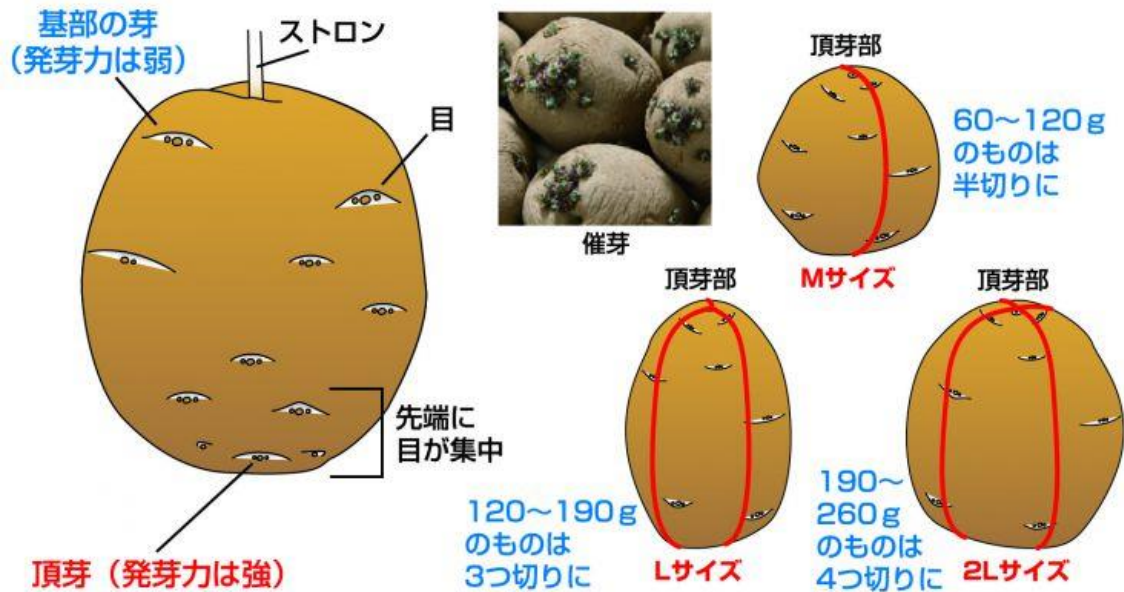 基部の芽
（発芽力は弱）
ストロン
目
先端に
目が集中
頂芽（発芽力は強）
催芽
頂芽部
60～120g
のものは
半切りに
Mサイズ
頂芽部
120～190g
のものは
3つ切りに
Lサイズ
頂芽部
190～
260g
のものは
4つ切りに
2Lサイズ